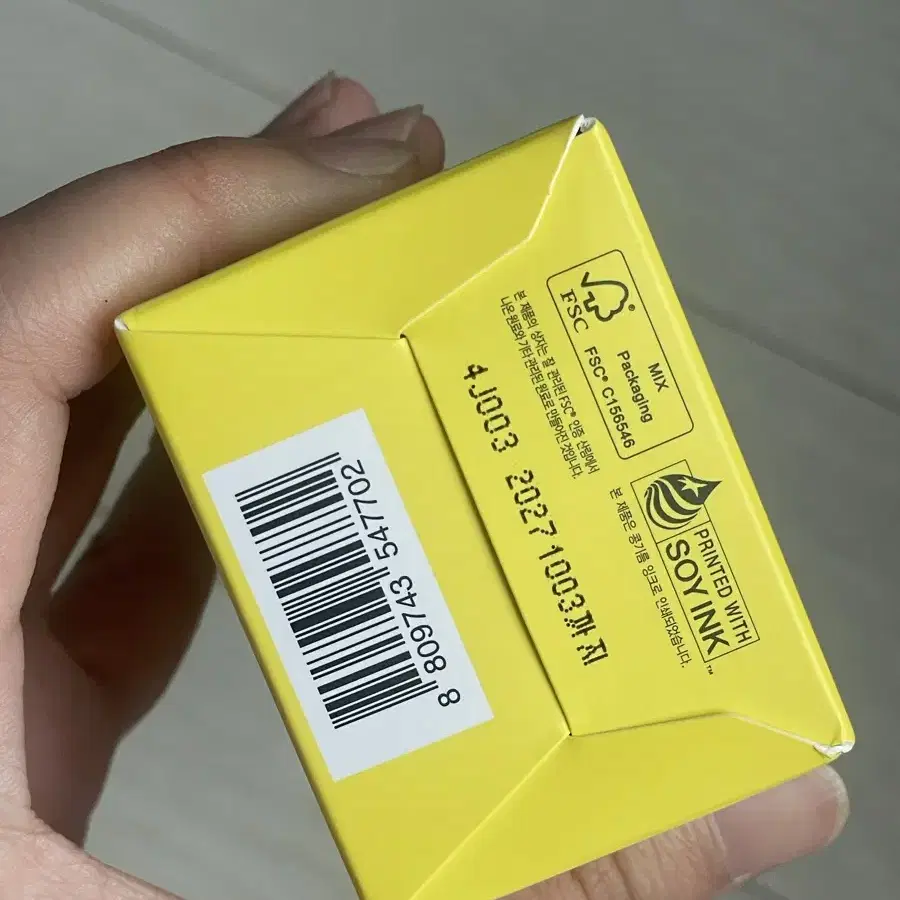 FSC®
MIX
Packaging
FSC® C156546
본 제품의 상자는 잘 관리된 FSC® 인증 산림에서
나온 원료와 기타 관리된 원료로 만들어진 것입니다.
PRINTED WITH
SOY INK™
본 제품은 콩기름 잉크로 인쇄되었습니다.
4J003 20271003까지
8 809743 547702